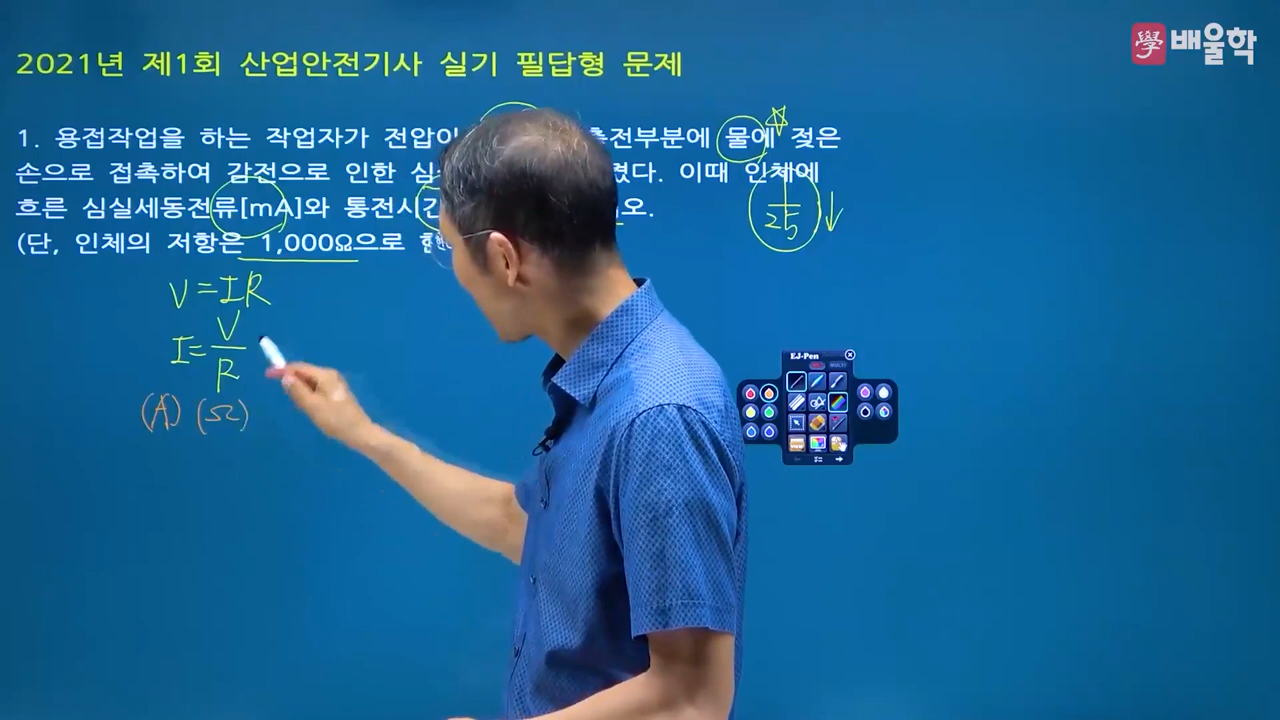 學 배울학
2021년 제1회 산업안전기사 실기 필답형 문제
1. 용접작업을 하는 작업자가 전압이 충전부분에 물에 젖은
손으로 접촉하여 감전으로 인한 이때 인체에
흐른 심실세동전류[mA]와 통전시간
(단, 인체의 저항은 1,000Ω으로
1/25 ↓
V=IR
I=V/R
(A) (Ω)
EJ-Pen